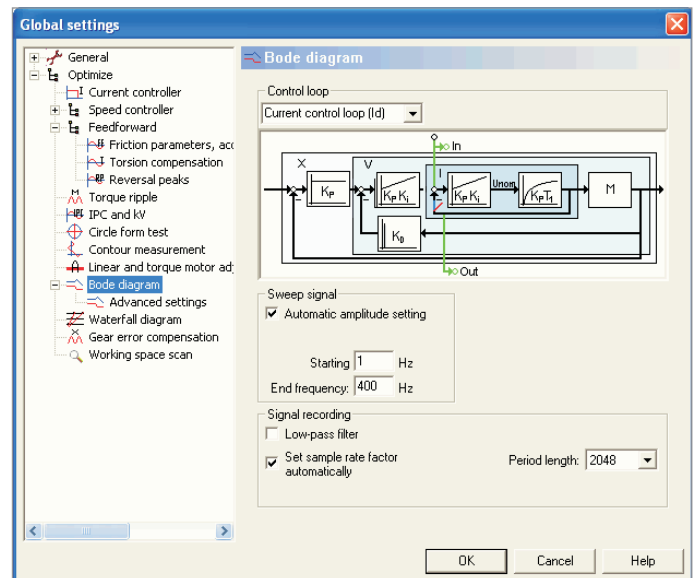 Global settings
General
Optimize
Current controller
Speed controller
Feedforward
Friction parameters, acc
Torsion compensation
Reversal peaks
Torque ripple
IPC and kV
Circle form test
Contour measurement
Linear and torque motor adj
Bode diagram
Advanced settings
Waterfall diagram
Gear error compensation
Working space scan
Bode diagram
Control loop
Current control loop (Id)
In
X V I
KP KP Ki KP Ki Unom KPT1 M
KD
Out
Sweep signal
Automatic amplitude setting
Starting 1 Hz
End frequency: 400 Hz
Signal recording
Low-pass filter
Set sample rate factor
automatically
Period length: 2048
OK Cancel Help